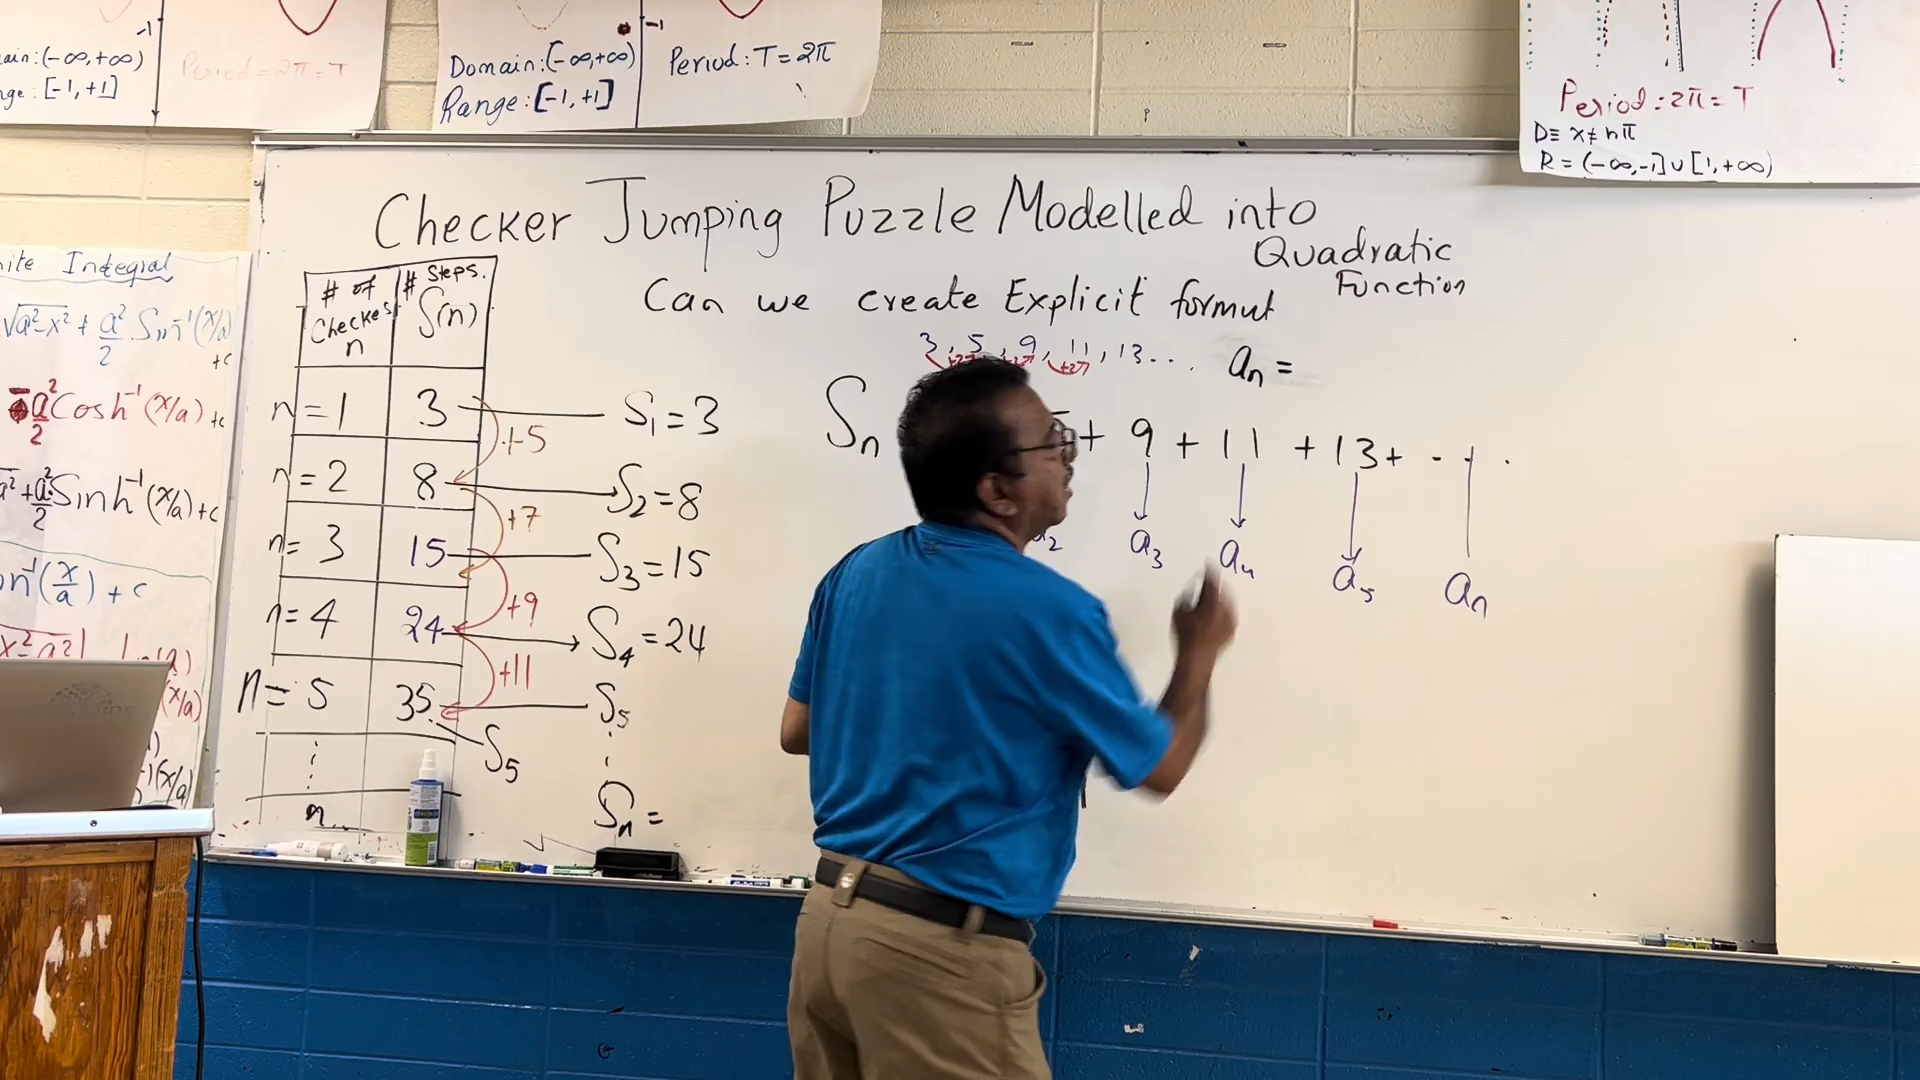 -1
ain:(-∞,+∞)
nge:[-1,+1]
Period=2π=T
-1
Domain:(-∞,+∞)
Range:[-1,+1]
Period:T=2π
Period:2π=T
D≡ x≠nπ
R=(-∞,-1]∪[1,+∞)
nite Integral
√a²-x²+a²/2 Sin⁻¹(x/a)+c
a²/2 Cosh⁻¹(x/a)+c
a²+a²/2 Sinh⁻¹(x/a)+c
an⁻¹(x/a)+c
Checker Jumping Puzzle Modelled into
Quadratic
Function
Can we create Explicit formul
# of
Checkes
n
# Steps.
S(n)
n=1 3
n=2 8
n=3 15
n=4 24
n=5 35
n
+5
+7
+9
+11
S₁=3
S₂=8
S₃=15
S₄=24
S₅
S₅
Sₙ=
3, 5, 9, 11, 13...
+2
aₙ=
Sₙ + 9 + 11 + 13+ ...
a₂ a₃ a₄ a₅ aₙ